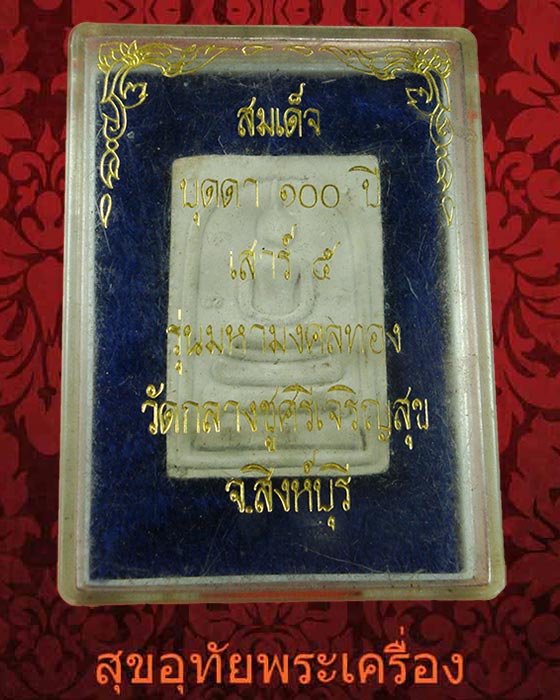 สมเด็จ
บุดดา ๑๐๐ ปี
เสาร์ ๕
รุ่นมหามงคลทอง
วัดกลางชูศรีเจริญสุข
จ.สิงห์บุรี
สุขอุทัยพระเครื่อง